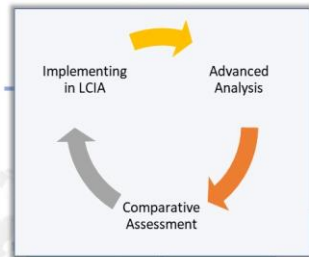 Implementing
in LCIA
Advanced
Analysis
Comparative
Assessment